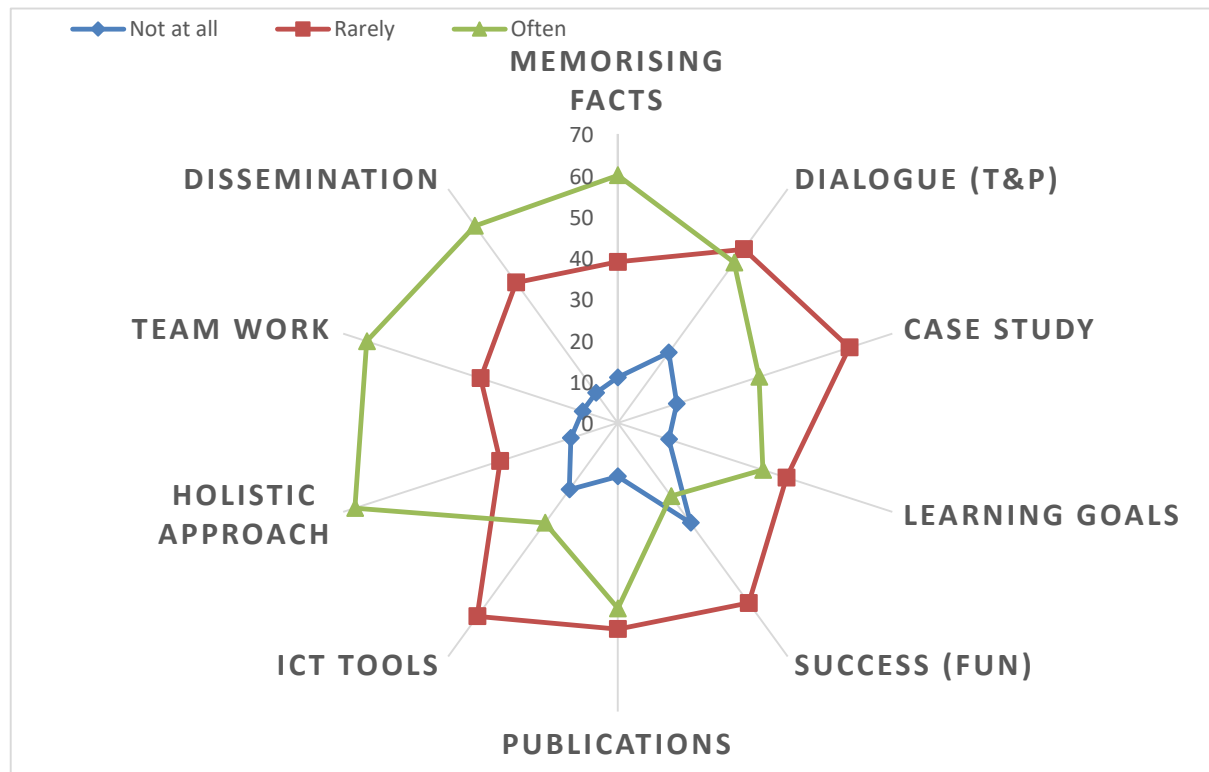 Not at all
Rarely
Often
MEMORISING
FACTS
70
60
50
40
30
20
10
0
DIALOGUE (T&P)
CASE STUDY
LEARNING GOALS
SUCCESS (FUN)
PUBLICATIONS
ICT TOOLS
HOLISTIC
APPROACH
TEAM WORK
DISSEMINATION